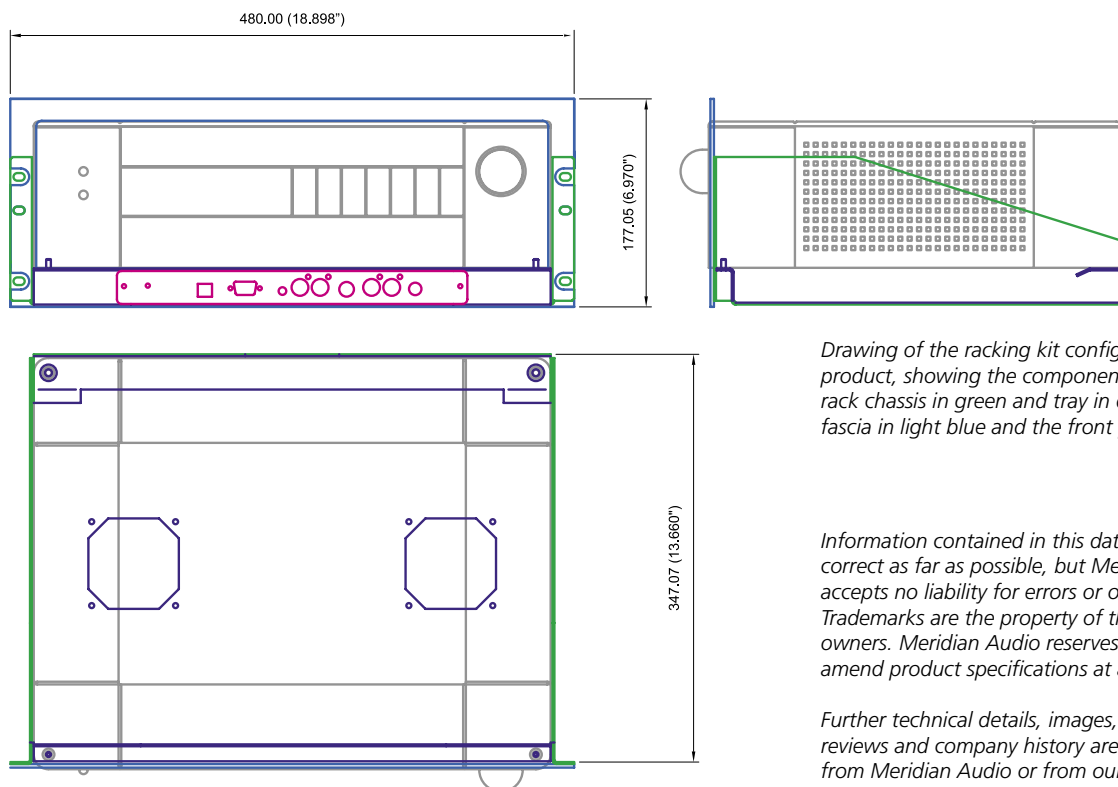 480.00 (18.898")
177.05 (6.970")
347.07 (13.660")
Drawing of the racking kit config
product, showing the component
rack chassis in green and tray in
fascia in light blue and the front
Information contained in this dat
correct as far as possible, but Me
accepts no liability for errors or o
Trademarks are the property of t
owners. Meridian Audio reserves
amend product specifications at
Further technical details, images,
reviews and company history are
from Meridian Audio or from ou